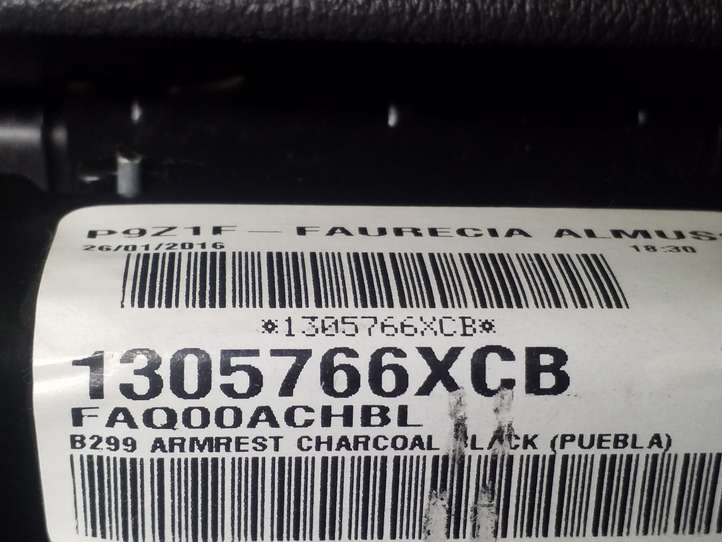 P9Z1F - FAURECIA
26/01/2016 18:30
*1305766XCB*
1305766XCB
FAQ00ACHBL
B299 ARMREST CHARCOAL BLACK (PUEBLA)